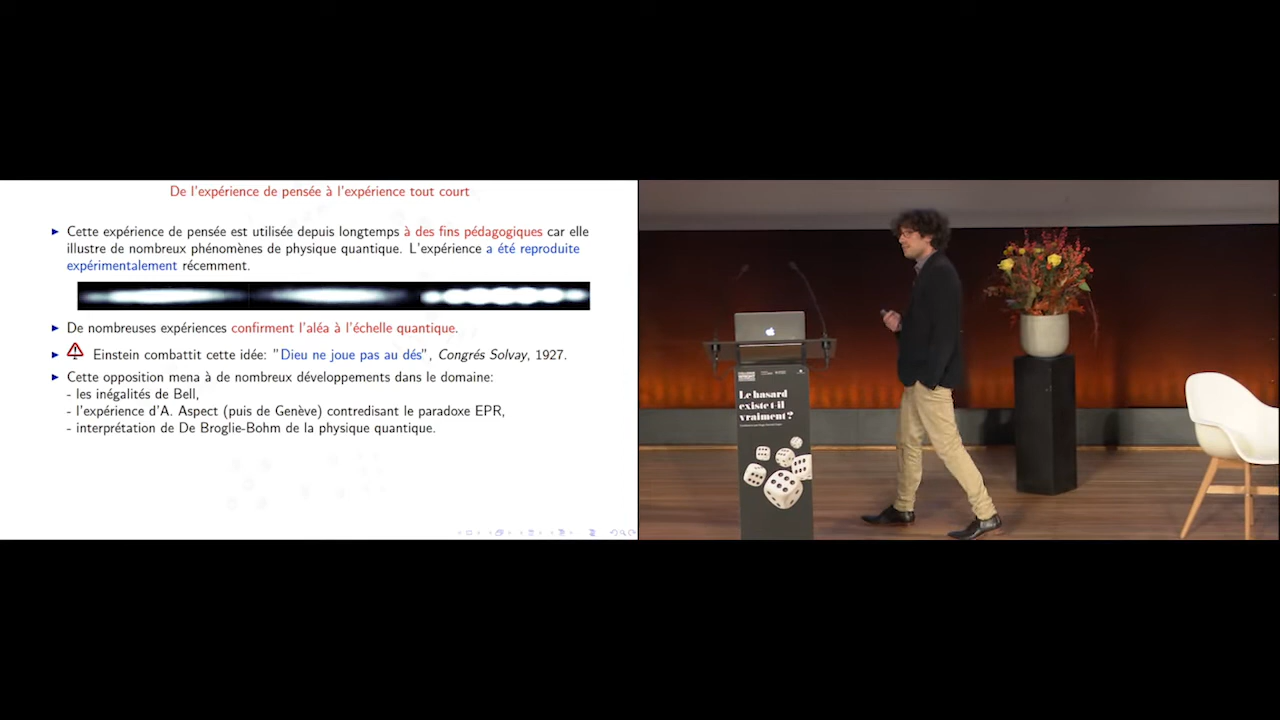 De l'expérience de pensée à l'expérience tout court
▶ Cette expérience de pensée est utilisée depuis longtemps à des fins pédagogiques car elle
illustre de nombreux phénomènes de physique quantique. L'expérience a été reproduite
expérimentalement récemment.
▶ De nombreuses expériences confirment l'aléa à l'échelle quantique.
▶ Einstein combattit cette idée: "Dieu ne joue pas au dés", Congrés Solvay, 1927.
▶ Cette opposition mena à de nombreux développements dans le domaine:
- les inégalités de Bell,
- l'expérience d'A. Aspect (puis de Genève) contredisant le paradoxe EPR,
- interprétation de De Broglie-Bohm de la physique quantique.
Le hasard
existe t-il
vraiment ?